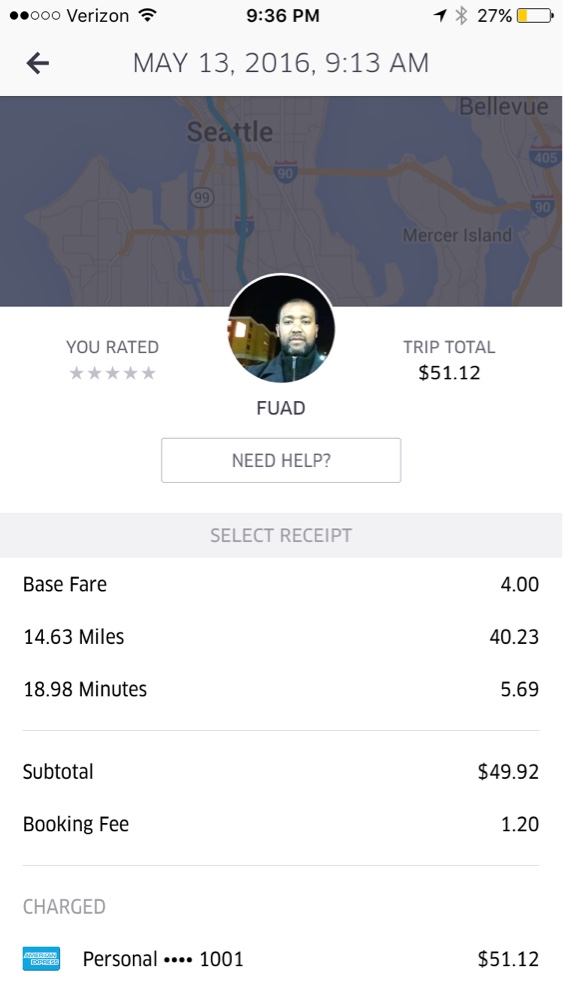 Verizon 9:36 PM 27%
MAY 13, 2016, 9:13 AM
Bellevue
Seattle
405
90
99
90
Mercer Island
5
YOU RATED
TRIP TOTAL
★★★★★
$51.12
FUAD
NEED HELP?
SELECT RECEIPT
Base Fare 4.00
14.63 Miles 40.23
18.98 Minutes 5.69
Subtotal $49.92
Booking Fee 1.20
CHARGED
AMERICAN
EXPRESS
Personal •••• 1001 $51.12